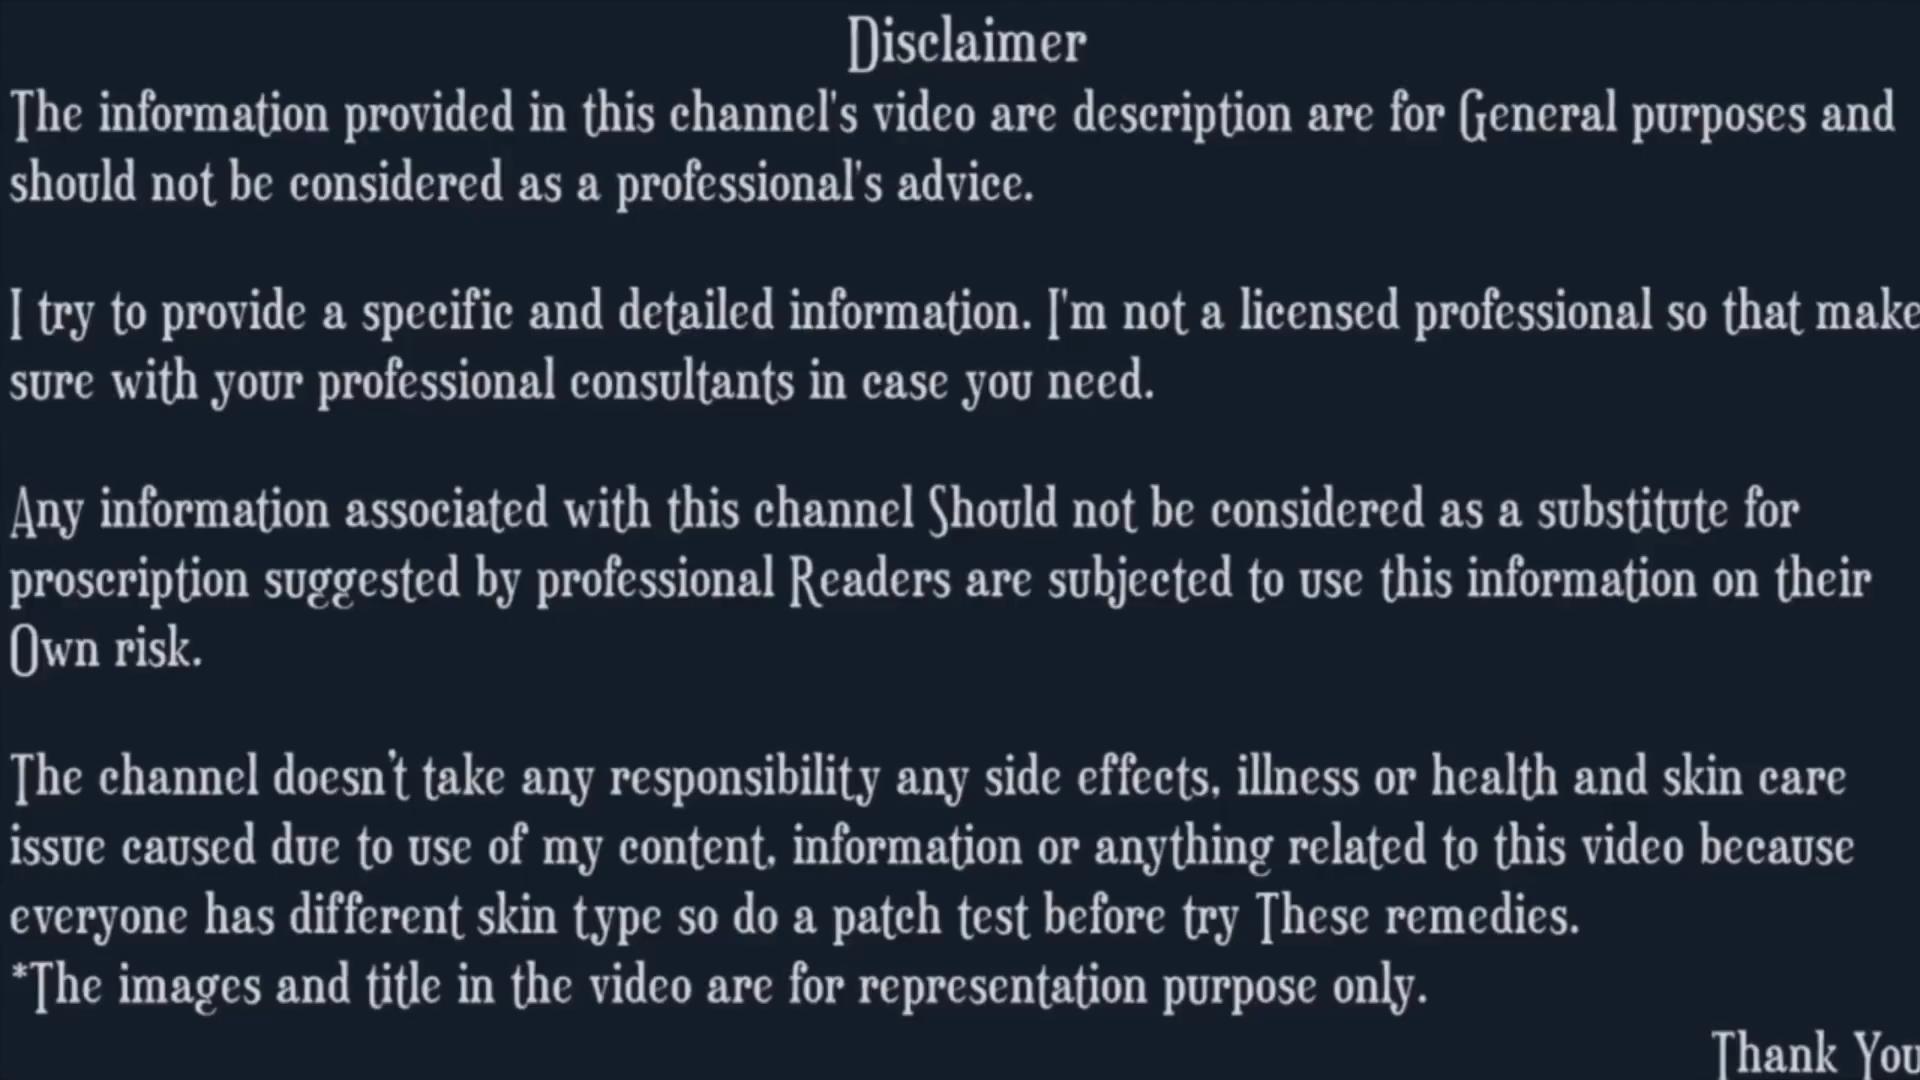 Disclaimer
The information provided in this channel's video are description are for General purposes and
should not be considered as a professional's advice.
I try to provide a specific and detailed information. I'm not a licensed professional so that make
sure with your professional consultants in case you need.
Any information associated with this channel Should not be considered as a substitute for
proscription suggested by professional Readers are subjected to use this information on their
Own risk.
The channel doesn't take any responsibility any side effects, illness or health and skin care
issue caused due to use of my content, information or anything related to this video because
everyone has different skin type so do a patch test before try These remedies.
*The images and title in the video are for representation purpose only.
Thank You